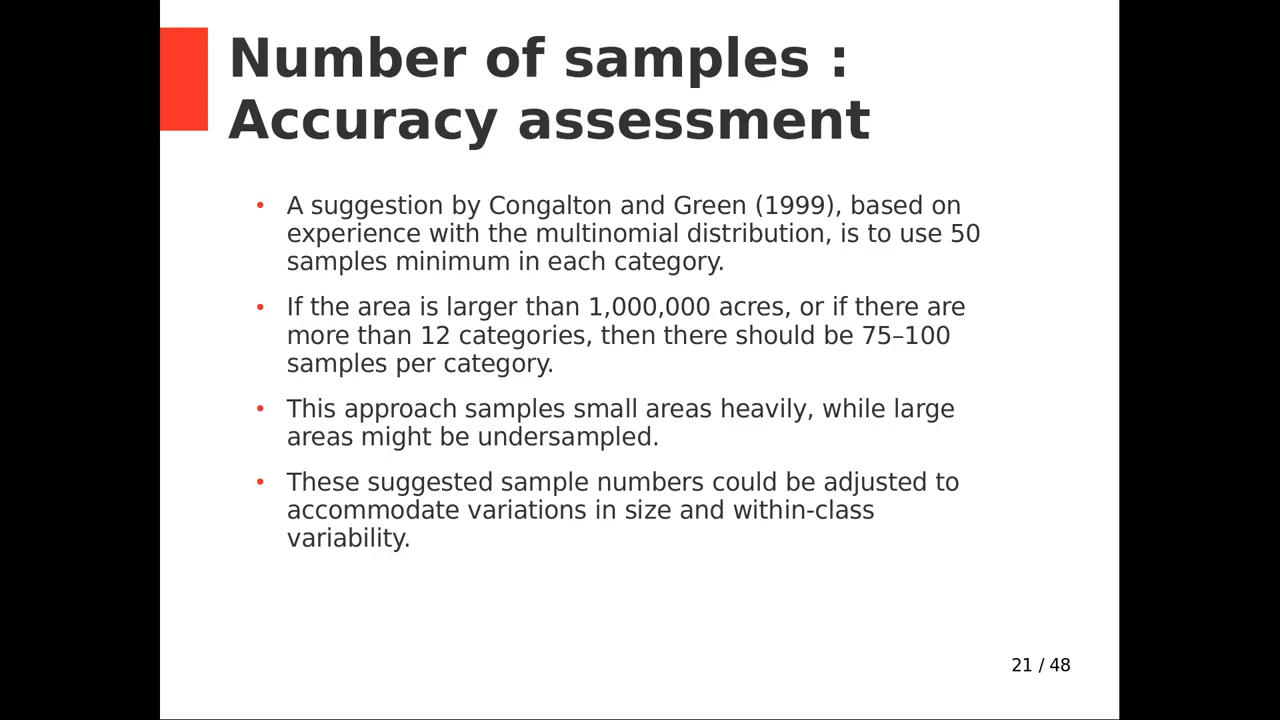 Number of samples :
Accuracy assessment
• A suggestion by Congalton and Green (1999), based on
experience with the multinomial distribution, is to use 50
samples minimum in each category.
• If the area is larger than 1,000,000 acres, or if there are
more than 12 categories, then there should be 75–100
samples per category.
• This approach samples small areas heavily, while large
areas might be undersampled.
• These suggested sample numbers could be adjusted to
accommodate variations in size and within-class
variability.
21 / 48